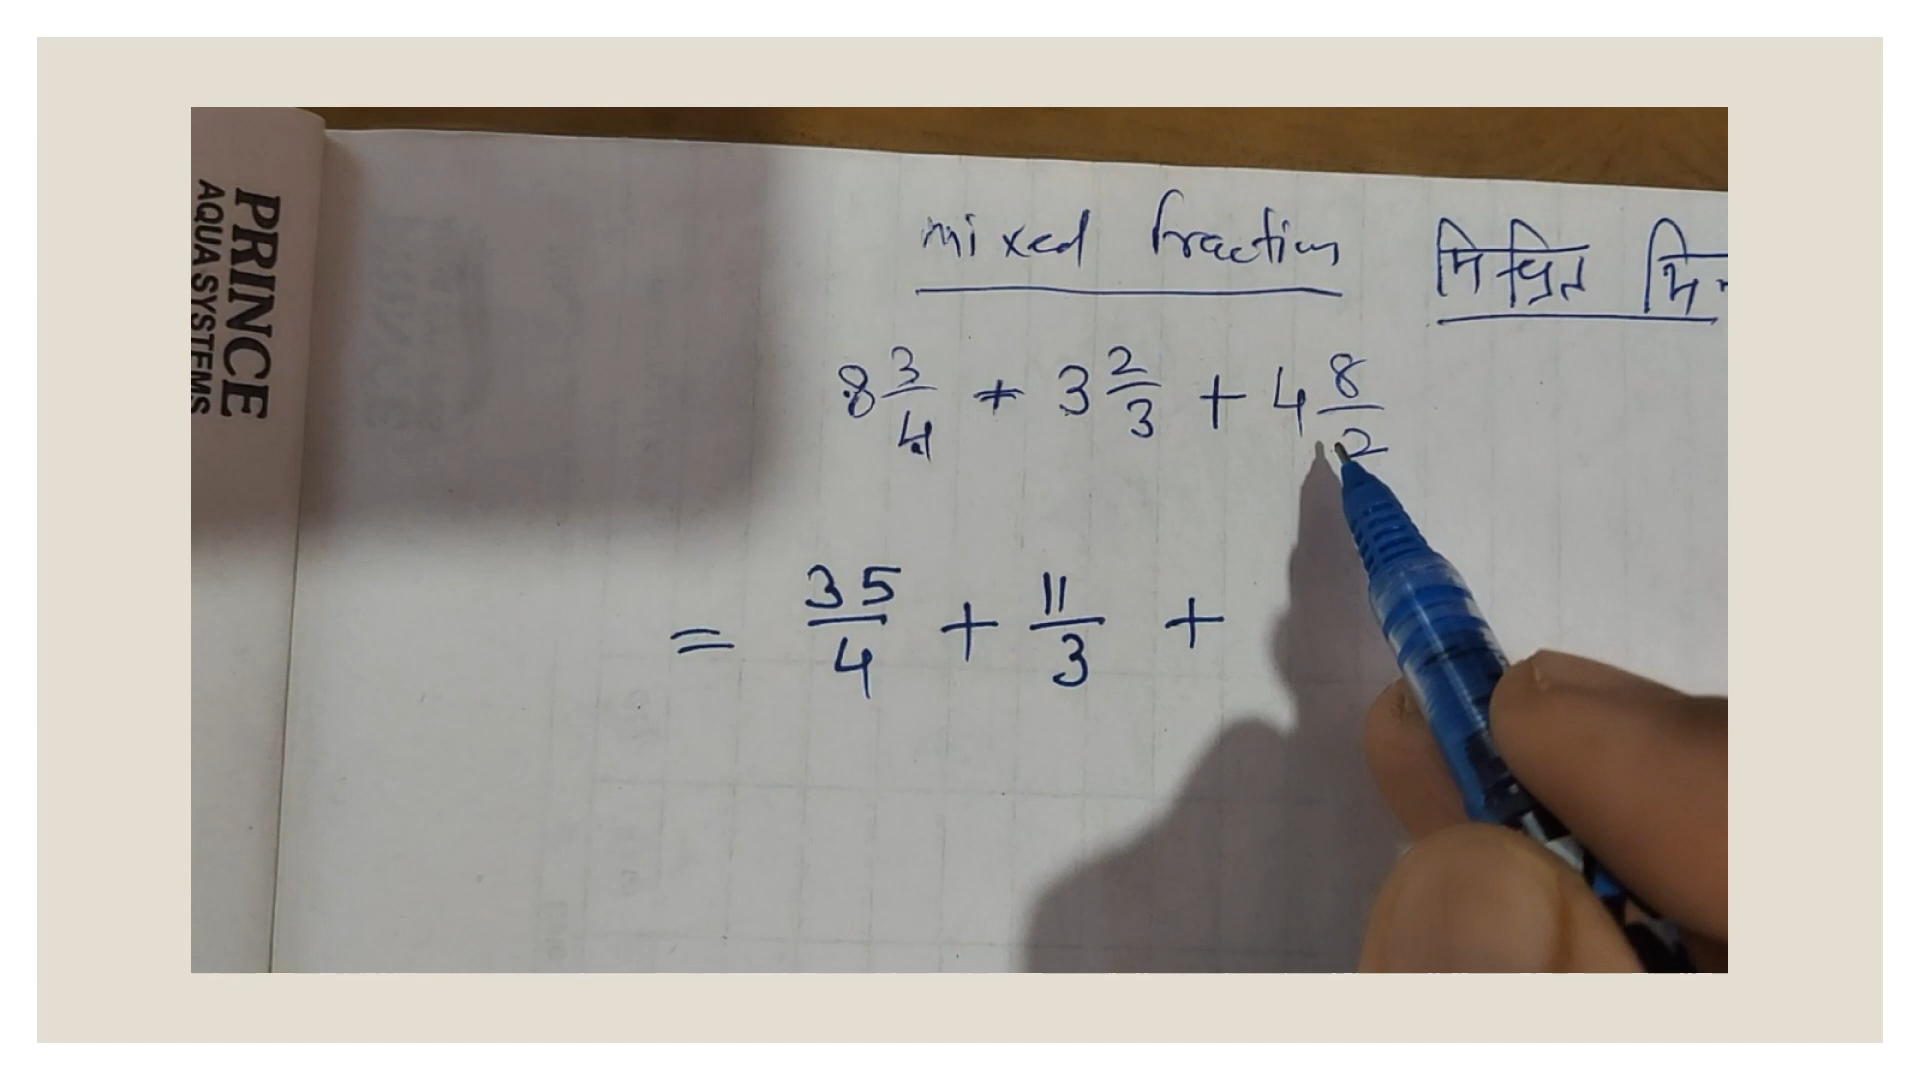 PRINCE
AQUA SYSTEMS
mixed fraction मिश्रित
8 3/4 + 3 2/3 + 4 8/2
= 35/4 + 11/3 +